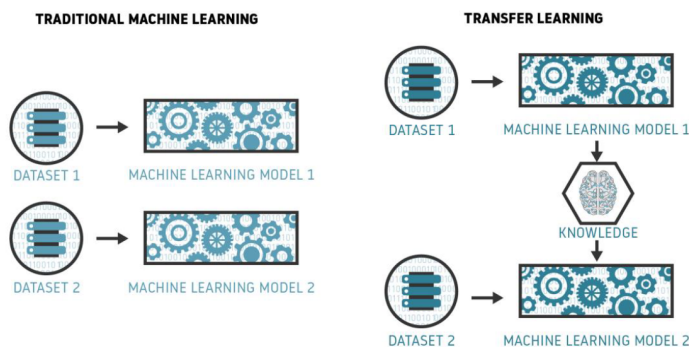 TRADITIONAL MACHINE LEARNING
DATASET 1
MACHINE LEARNING MODEL 1
DATASET 2
MACHINE LEARNING MODEL 2
TRANSFER LEARNING
DATASET 1
MACHINE LEARNING MODEL 1
KNOWLEDGE
DATASET 2
MACHINE LEARNING MODEL 2